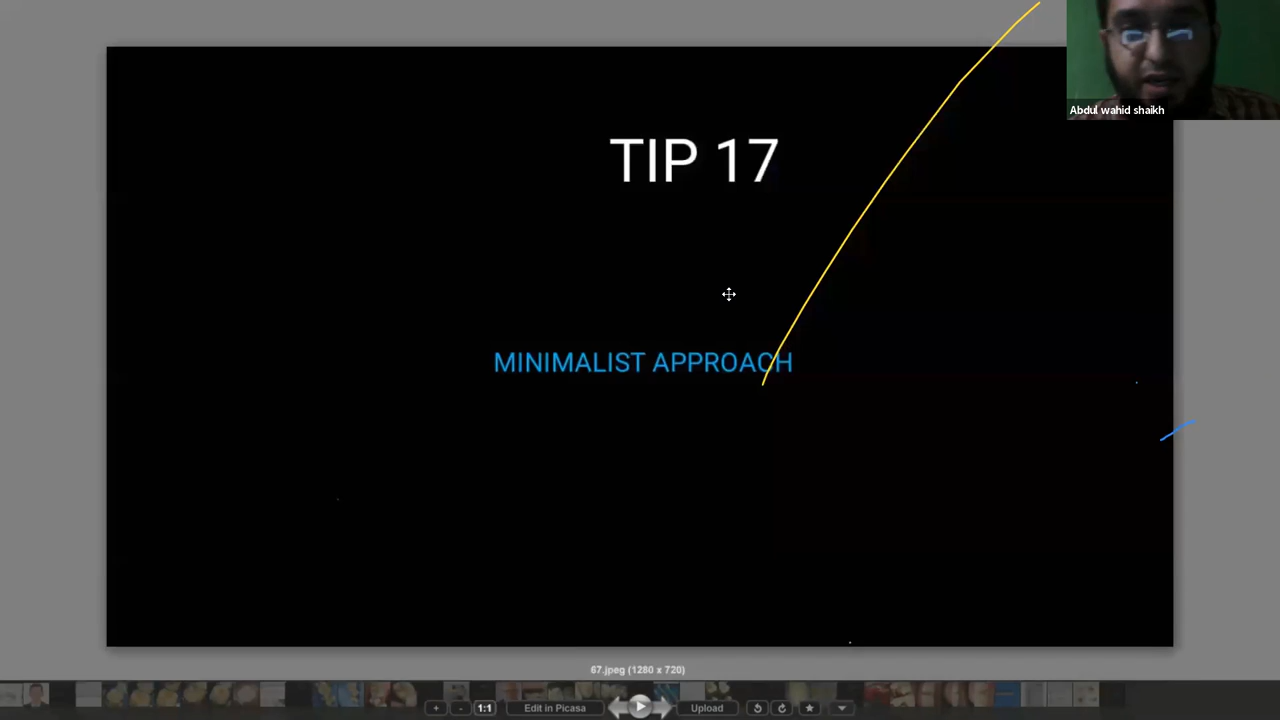 Abdul wahid shaikh
TIP 17
MINIMALIST APPROACH
67.jpeg (1280 x 720)
+ - 1:1 Edit in Picasa Upload